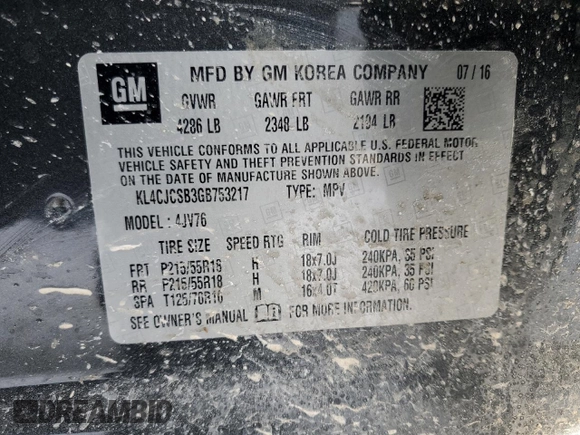 GM
MFD BY GM KOREA COMPANY 07/16
GVWR GAWR FRT GAWR RR
4286 LB 2348 LB 2194 LB
THIS VEHICLE CONFORMS TO ALL APPLICABLE U.S. FEDERAL MOTOR
VEHICLE SAFETY AND THEFT PREVENTION STANDARDS IN EFFECT ON
THE DATE OF MANUFACTURE SHOWN ABOVE.
KL4CJCSB3GB753217 TYPE: MPV
MODEL: 4JV76
TIRE SIZE SPEED RTG RIM COLD TIRE PRESSURE
FRT P215/55R18 H 18x7.0J 240KPA, 35 PSI
RR P215/55R18 H 18x7.0J 240KPA, 35 PSI
SPA T125/70R16 M 16x4.0T 420KPA, 60 PSI
SEE OWNER'S MANUAL FOR MORE INFORMATION.
DREAMBID